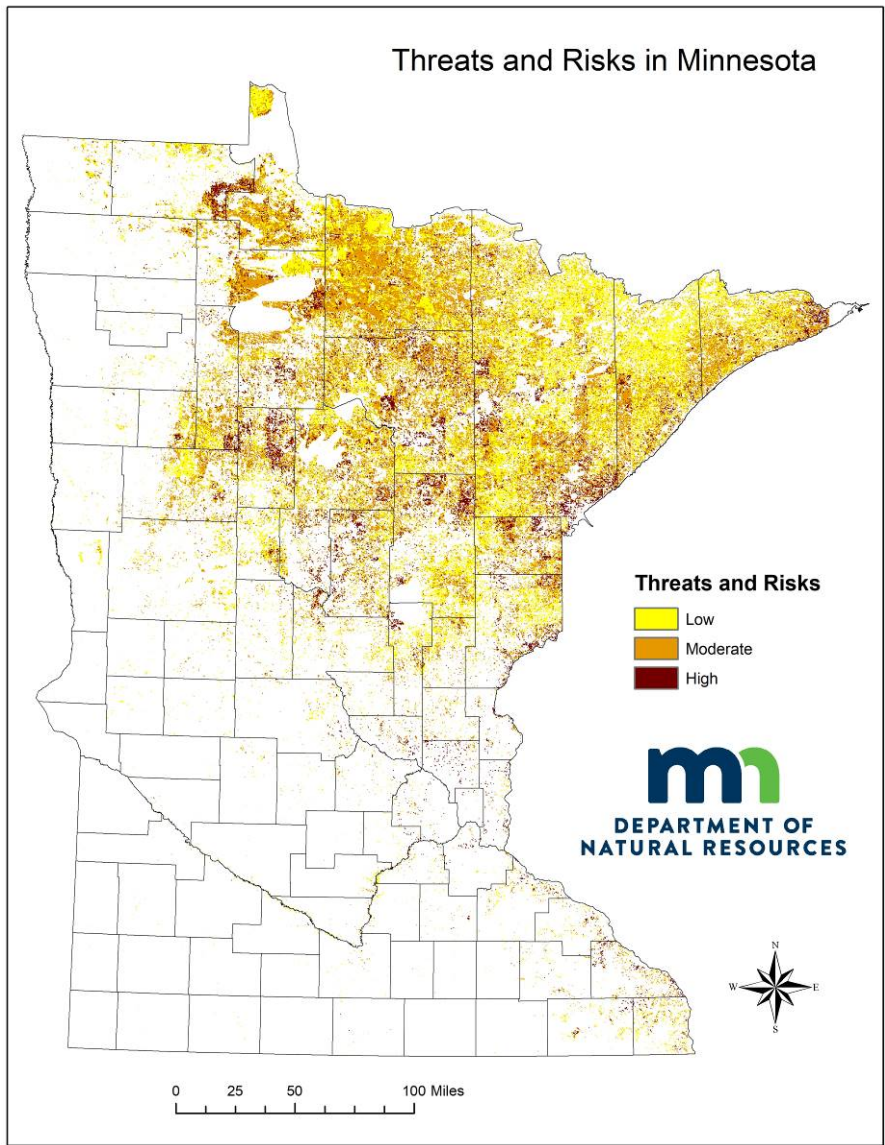 Threats and Risks in Minnesota
Threats and Risks
Low
Moderate
High
mn
DEPARTMENT OF
NATURAL RESOURCES
N
W E
S
0 25 50 100 Miles